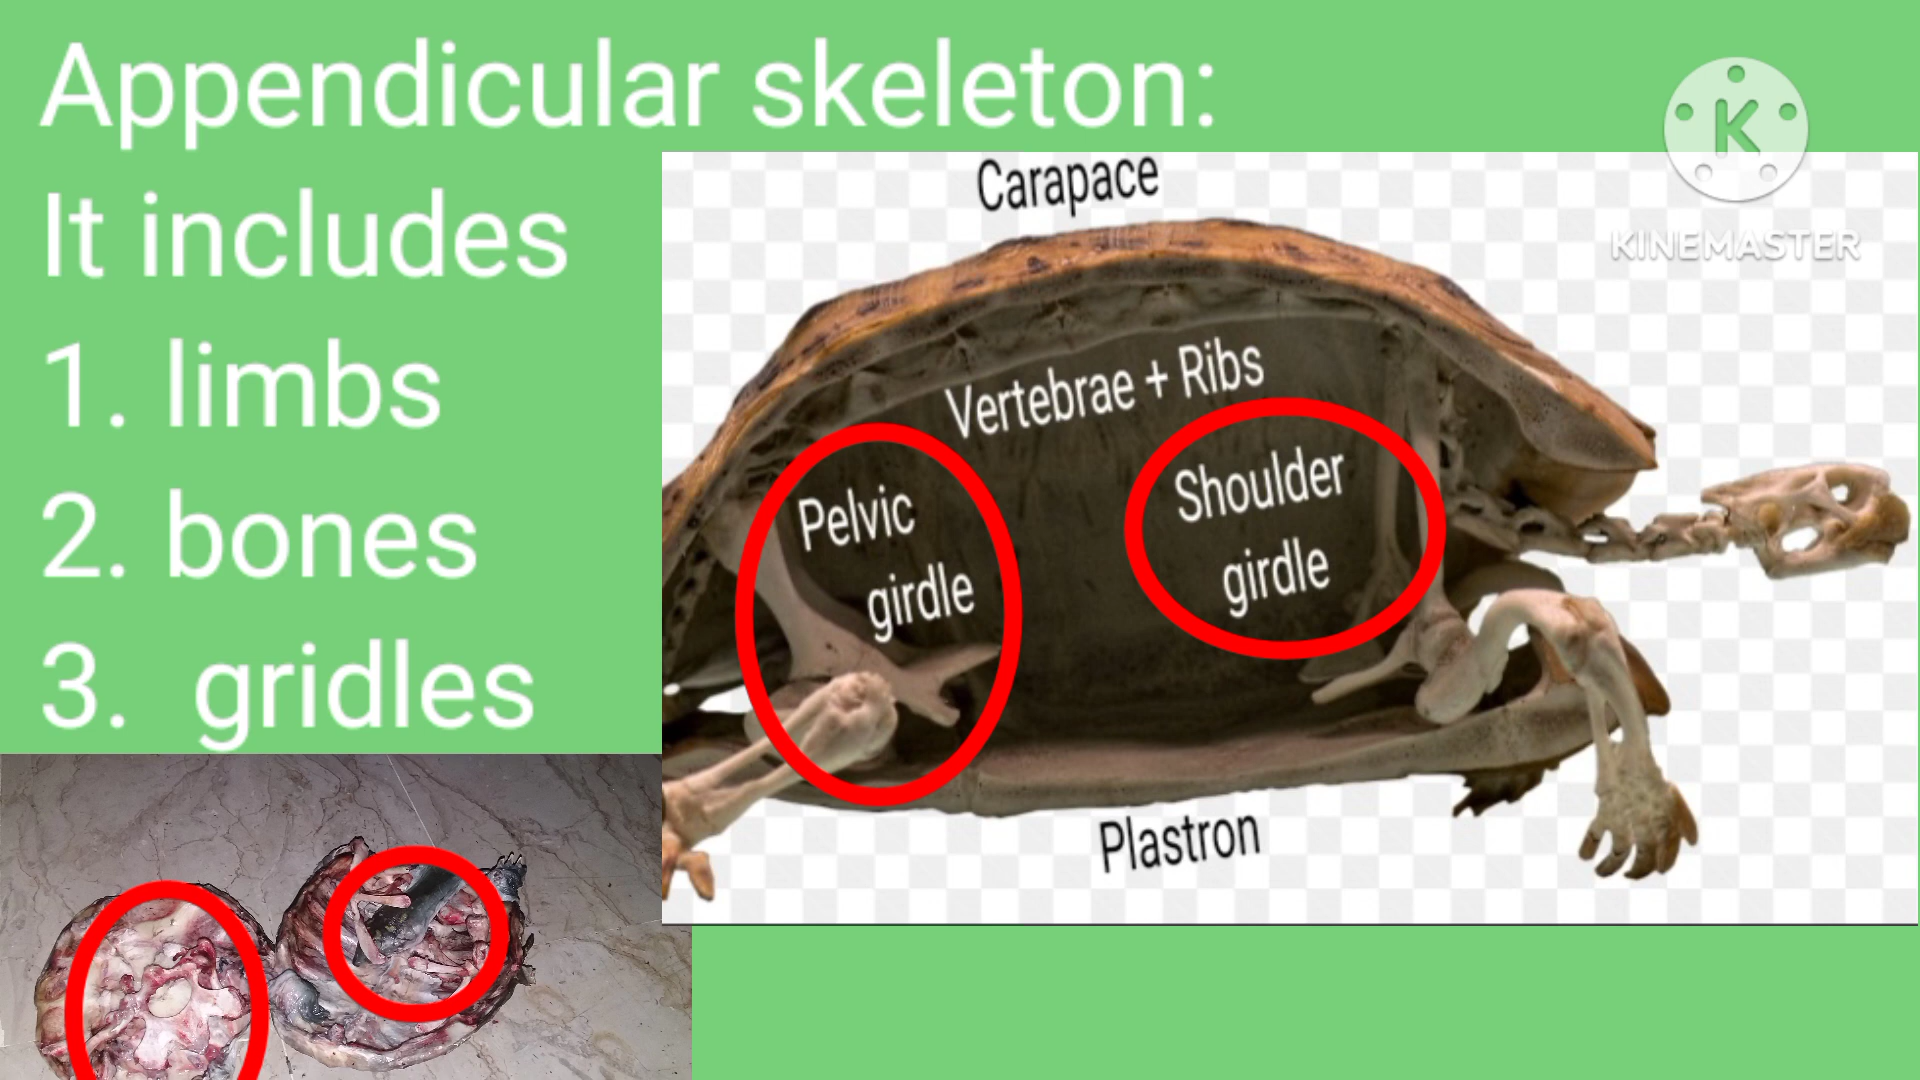 Appendicular skeleton:
It includes
1. limbs
2. bones
3. gridles
K
KINEMASTER
Carapace
Vertebrae + Ribs
Pelvic
girdle
Shoulder
girdle
Plastron